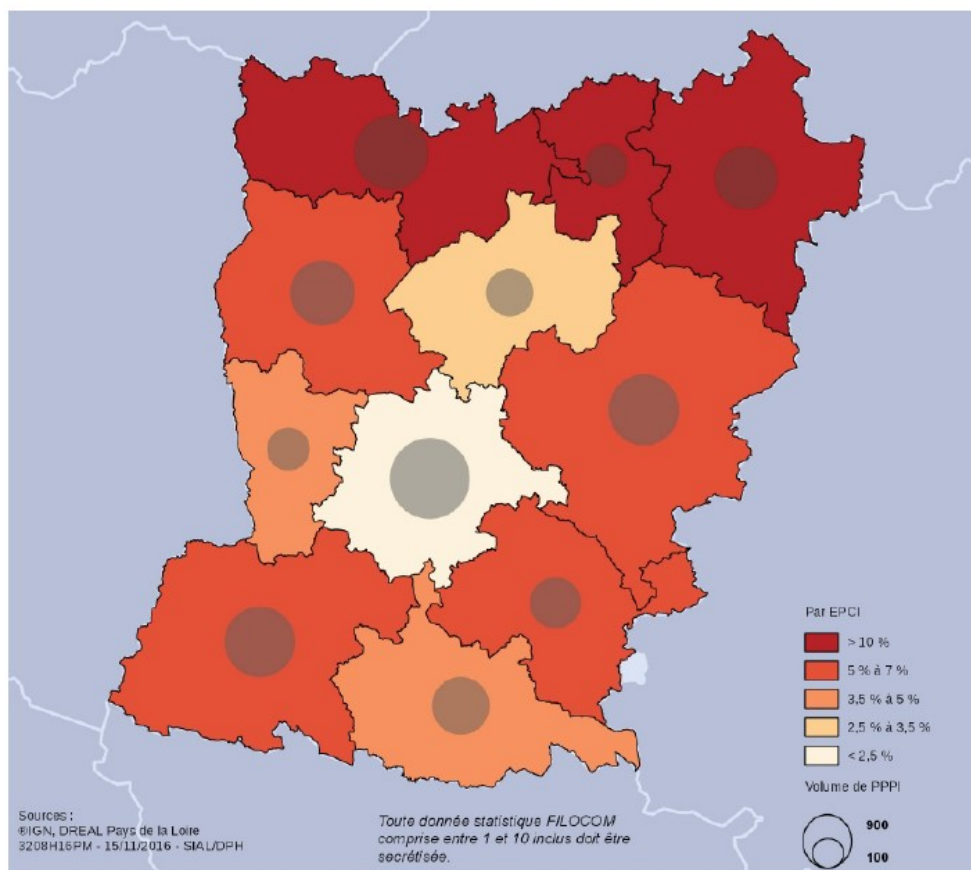 Par EPCI
> 10 %
5 % à 7 %
3,5 % à 5 %
2,5 % à 3,5 %
< 2,5 %
Volume de PPPI
900
100
Sources :
®IGN, DREAL Pays de la Loire
3208H16PM - 15/11/2016 - SIAL/DPH
Toute donnée statistique FILOCOM
comprise entre 1 et 10 inclus doit être
secrétisée.